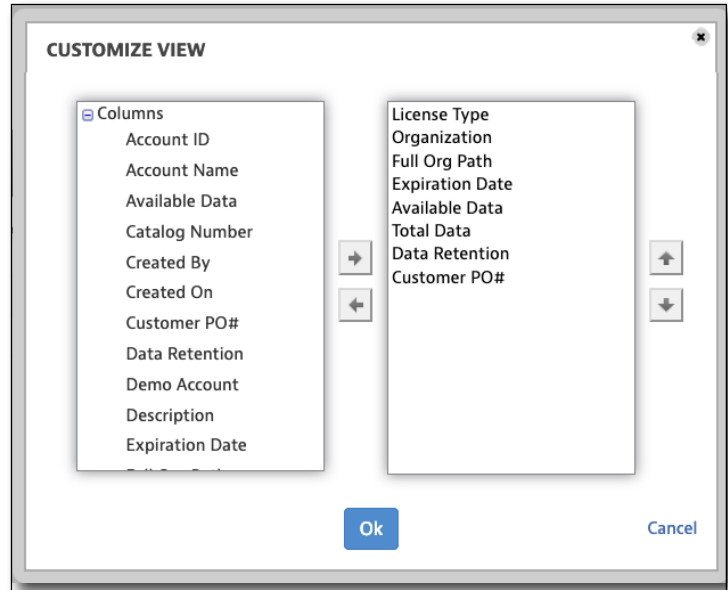 CUSTOMIZE VIEW
Columns
Account ID
Account Name
Available Data
Catalog Number
Created By
Created On
Customer PO#
Data Retention
Demo Account
Description
Expiration Date
License Type
Organization
Full Org Path
Expiration Date
Available Data
Total Data
Data Retention
Customer PO#
Ok
Cancel